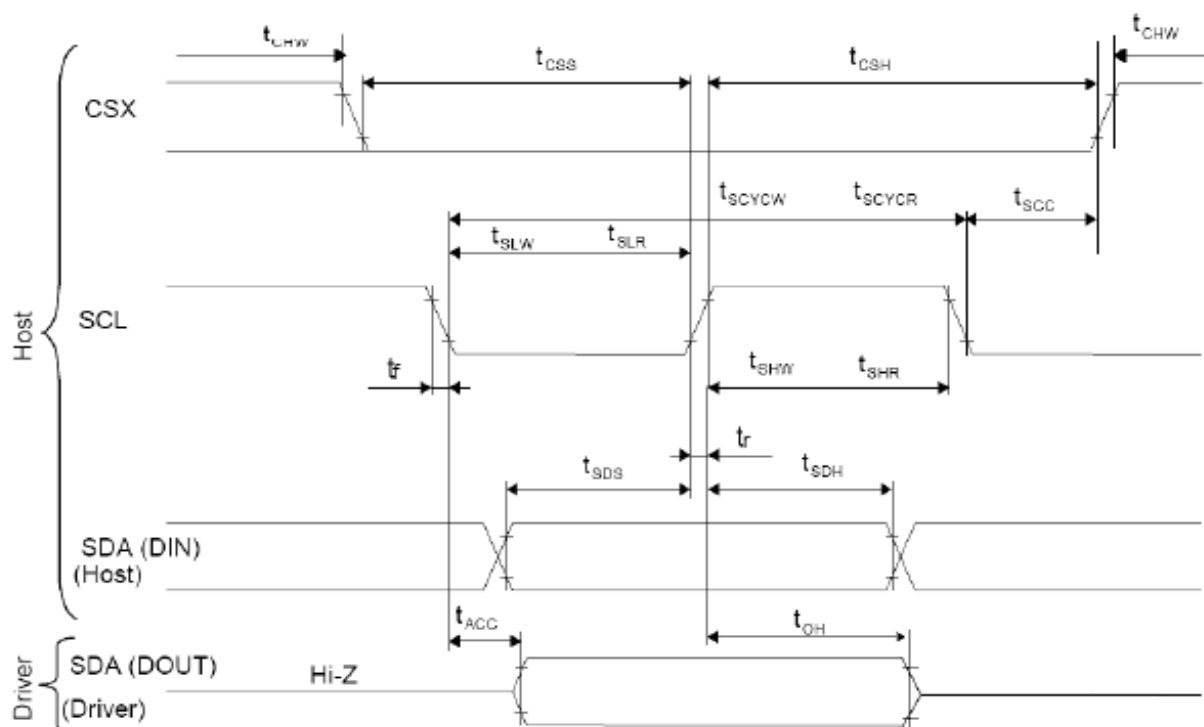 tCHW
tCHW
tCSS
tCSH
CSX
tSCYCW
tSCYCR
tSCC
tSLW
tSLR
Host
SCL
tf
tSHW
tSHR
tr
tSDS
tSDH
SDA (DIN)
(Host)
tACC
tOH
Driver
SDA (DOUT)
Hi-Z
(Driver)